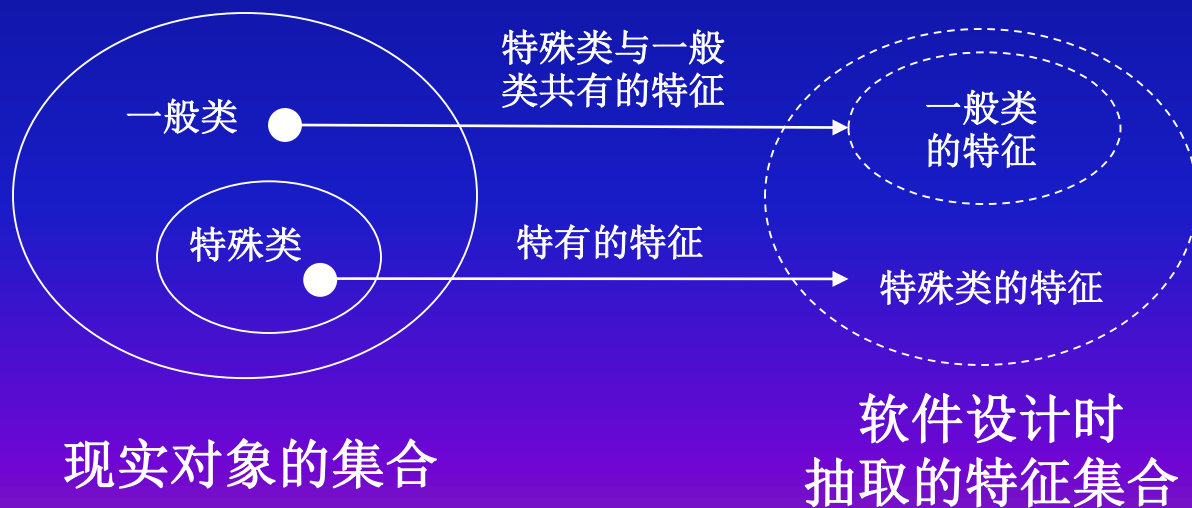 特殊类与一般
类共有的特征
一般类
一般类
的特征
特殊类
特有的特征
特殊类的特征
现实对象的集合
软件设计时
抽取的特征集合